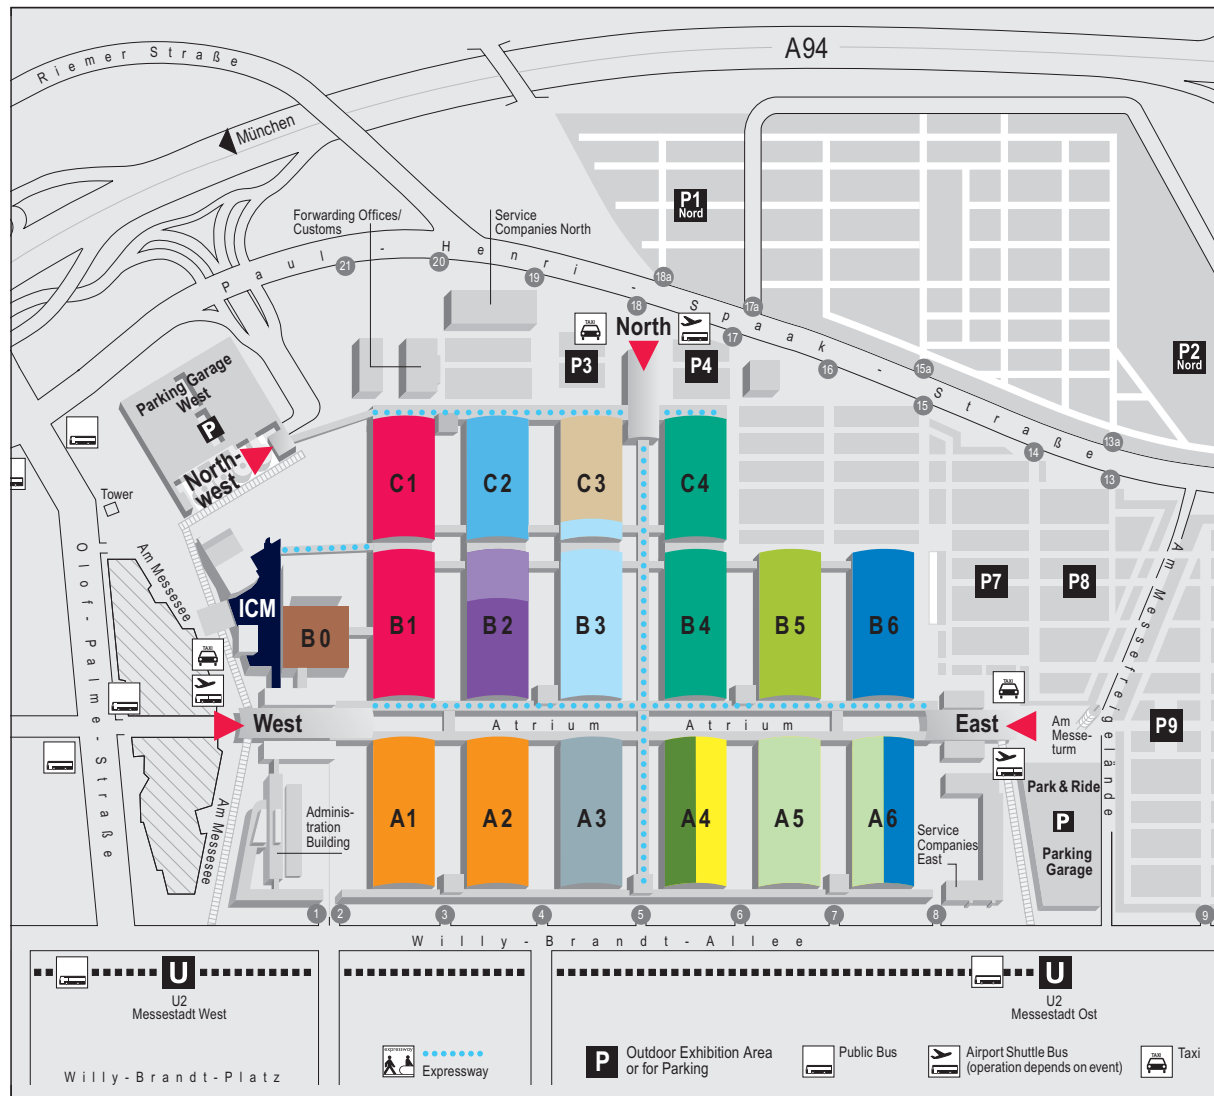 A94
Riemer Straße
München
P1
Nord
Forwarding Offices/
Customs
Service
Companies North
Paul-Henri-Spaak-Straße
21
20
19
18a
18
17a
17
16
15a
15
14
13a
13
P2
Nord
TAXI
North
P3
P4
Parking Garage
West
P
North-
west
Tower
C1
C2
C3
C4
Olof-Palme-Straße
Am Messesee
ICM
B0
B1
B2
B3
B4
B5
B6
P7
P8
Am Messefreigelände
TAXI
TAXI
West
Atrium
Atrium
East
Am
Messe-
turm
P9
Am Messesee
Adminis-
tration
Building
A1
A2
A3
A4
A5
A6
Service
Companies
East
Park & Ride
P
Parking
Garage
1
2
3
4
5
6
7
8
9
Willy-Brandt-Allee
U
U2
Messestadt West
U
U2
Messestadt Ost
Willy-Brandt-Platz
expressway
Expressway
P
Outdoor Exhibition Area
or for Parking
Public Bus
Airport Shuttle Bus
(operation depends on event)
TAXI
Taxi